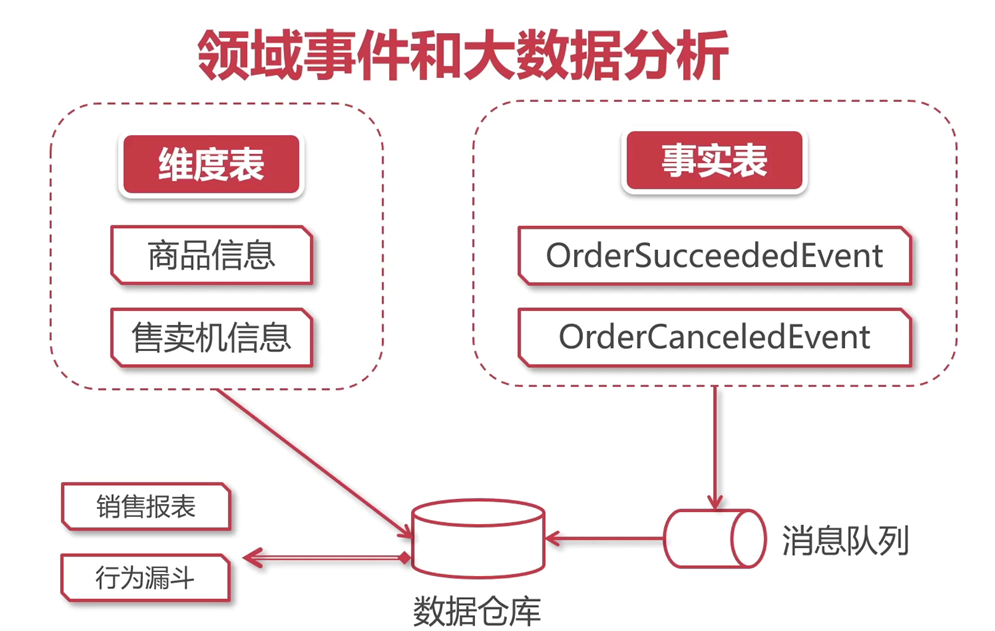 领域事件和大数据分析
维度表
商品信息
售卖机信息
事实表
OrderSucceededEvent
OrderCanceledEvent
销售报表
行为漏斗
数据仓库
消息队列